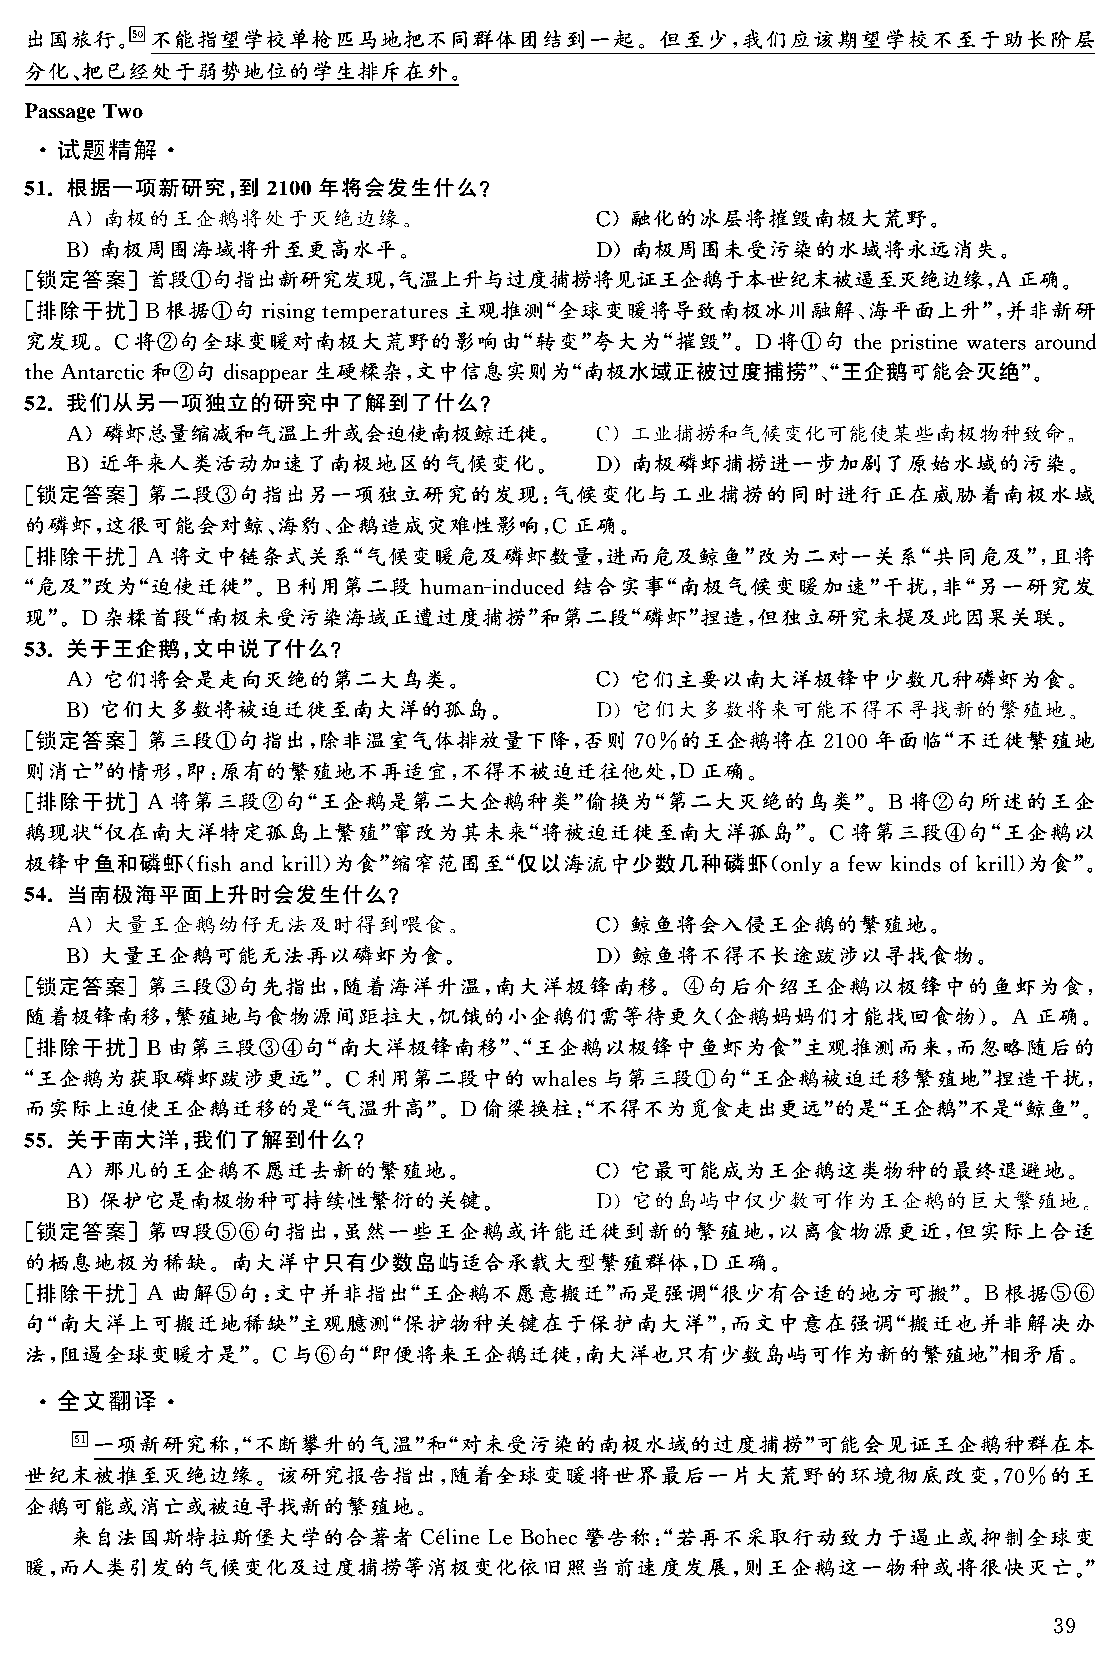 出国旅行。[50]不能指望学校单枪匹马地把不同群体团结到一起。但至少,我们应该期望学校不至于助长阶层
分化、把已经处于弱势地位的学生排斥在外。
Passage Two
·试题精解·
51. 根据一项新研究,到 2100 年将会发生什么?
A) 南极的王企鹅将处于灭绝边缘。 C) 融化的冰层将摧毁南极大荒野。
B) 南极周围海域将升至更高水平。 D) 南极周围未受污染的水域将永远消失。
[锁定答案] 首段①句指出新研究发现,气温上升与过度捕捞将见证王企鹅于本世纪末被逼至灭绝边缘,A 正确。
[排除干扰] B 根据①句 rising temperatures 主观推测“全球变暖将导致南极冰川融解、海平面上升”,并非新研
究发现。C 将②句全球变暖对南极大荒野的影响由“转变”夸大为“摧毁”。D 将①句 the pristine waters around
the Antarctic 和②句 disappear 生硬糅杂,文中信息实则为“南极水域正被过度捕捞”、“王企鹅可能会灭绝”。
52. 我们从另一项独立的研究中了解到了什么?
A) 磷虾总量缩减和气温上升或会迫使南极鲸迁徙。 C) 工业捕捞和气候变化可能使某些南极物种致命。
B) 近年来人类活动加速了南极地区的气候变化。 D) 南极磷虾捕捞进一步加剧了原始水域的污染。
[锁定答案] 第二段③句指出另一项独立研究的发现:气候变化与工业捕捞的同时进行正在威胁着南极水域
的磷虾,这很可能会对鲸、海豹、企鹅造成灾难性影响,C 正确。
[排除干扰] A 将文中链条式关系“气候变暖危及磷虾数量,进而危及鲸鱼”改为二对一关系“共同危及”,且将
“危及”改为“迫使迁徙”。B 利用第二段 human-induced 结合实事“南极气候变暖加速”干扰,非“另一研究发
现”。D 杂糅首段“南极未受污染海域正遭过度捕捞”和第二段“磷虾”捏造,但独立研究未提及此因果关联。
53. 关于王企鹅,文中说了什么?
A) 它们将会是走向灭绝的第二大鸟类。 C) 它们主要以南大洋极锋中少数几种磷虾为食。
B) 它们大多数将被迫迁徙至南大洋的孤岛。 D) 它们大多数将来可能不得不寻找新的繁殖地。
[锁定答案] 第三段①句指出,除非温室气体排放量下降,否则 70%的王企鹅将在 2100 年面临“不迁徙繁殖地
则消亡”的情形,即:原有的繁殖地不再适宜,不得不被迫迁往他处,D 正确。
[排除干扰] A 将第三段②句“王企鹅是第二大企鹅种类”偷换为“第二大灭绝的鸟类”。B 将②句所述的王企
鹅现状“仅在南大洋特定孤岛上繁殖”窜改为其未来“将被迫迁徙至南大洋孤岛”。C 将第三段④句“王企鹅以
极锋中鱼和磷虾(fish and krill)为食”缩窄范围至“仅以海流中少数几种磷虾(only a few kinds of krill)为食”。
54. 当南极海平面上升时会发生什么?
A) 大量王企鹅幼仔无法及时得到喂食。 C) 鲸鱼将会入侵王企鹅的繁殖地。
B) 大量王企鹅可能无法再以磷虾为食。 D) 鲸鱼将不得不长途跋涉以寻找食物。
[锁定答案] 第三段③句先指出,随着海洋升温,南大洋极锋南移。④句后介绍王企鹅以极锋中的鱼虾为食,
随着极锋南移,繁殖地与食物源间距拉大,饥饿的小企鹅们需等待更久(企鹅妈妈们才能找回食物)。A 正确。
[排除干扰] B 由第三段③④句“南大洋极锋南移”、“王企鹅以极锋中鱼虾为食”主观推测而来,而忽略随后的
“王企鹅为获取磷虾跋涉更远”。C 利用第二段中的 whales 与第三段①句“王企鹅被迫迁移繁殖地”捏造干扰,
而实际上迫使王企鹅迁移的是“气温升高”。D 偷梁换柱:“不得不为觅食走出更远”的是“王企鹅”不是“鲸鱼”。
55. 关于南大洋,我们了解到什么?
A) 那儿的王企鹅不愿迁去新的繁殖地。 C) 它最可能成为王企鹅这类物种的最终退避地。
B) 保护它是南极物种可持续性繁衍的关键。 D) 它的岛屿中仅少数可作为王企鹅的巨大繁殖地。
[锁定答案] 第四段⑤⑥句指出,虽然一些王企鹅或许能迁徙到新的繁殖地,以离食物源更近,但实际上合适
的栖息地极为稀缺。南大洋中只有少数岛屿适合承载大型繁殖群体,D 正确。
[排除干扰] A 曲解⑤句:文中并非指出“王企鹅不愿意搬迁”而是强调“很少有合适的地方可搬”。B 根据⑤⑥
句“南大洋上可搬迁地稀缺”主观臆测“保护物种关键在于保护南大洋”,而文中意在强调“搬迁也并非解决办
法,阻遏全球变暖才是”。C 与⑥句“即便将来王企鹅迁徙,南大洋也只有少数岛屿可作为新的繁殖地”相矛盾。
·全文翻译·
[51]一项新研究称,“不断攀升的气温”和“对未受污染的南极水域的过度捕捞”可能会见证王企鹅种群在本
世纪末被推至灭绝边缘。该研究报告指出,随着全球变暖将世界最后一片大荒野的环境彻底改变,70%的王
企鹅可能或消亡或被迫寻找新的繁殖地。
来自法国斯特拉斯堡大学的合著者 Céline Le Bohec 警告称:“若再不采取行动致力于遏止或抑制全球变
暖,而人类引发的气候变化及过度捕捞等消极变化依旧照当前速度发展,则王企鹅这一物种或将很快灭亡。”
39